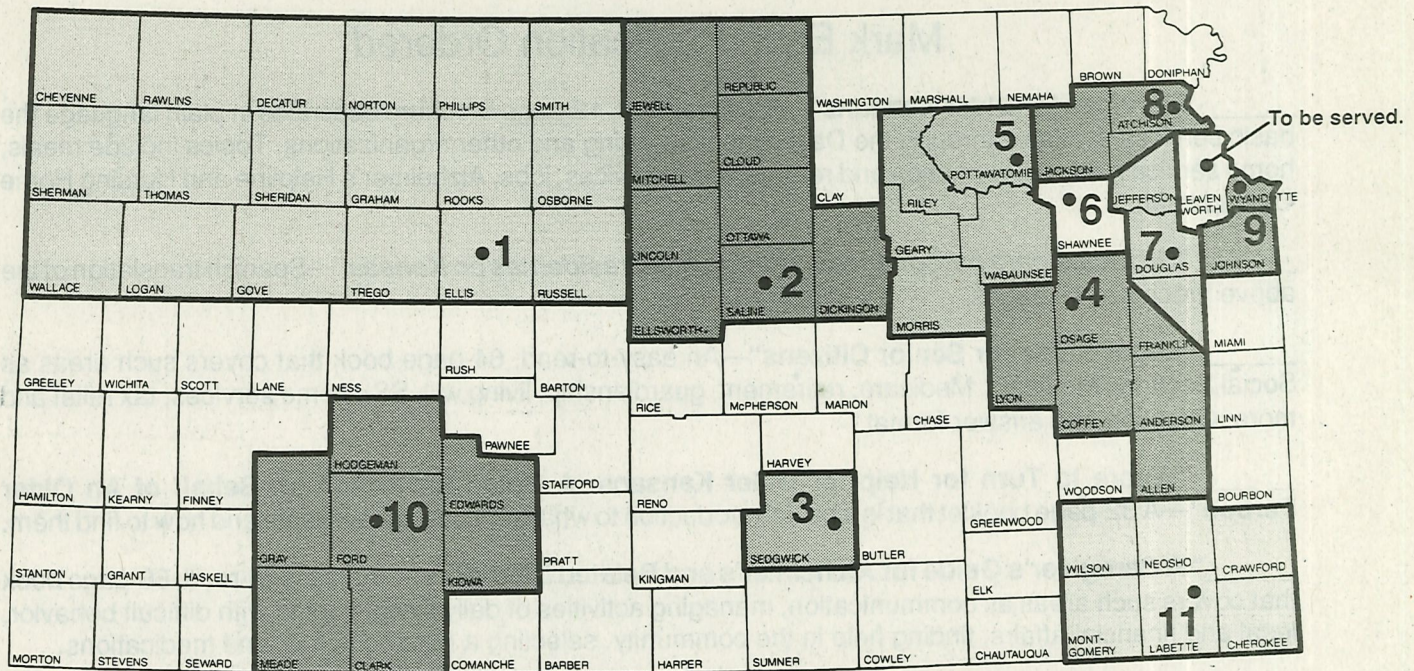 Mark
BROWN DONIPHAN
CHEYENNE RAWLINS DECATUR NORTON PHILLIPS SMITH JEWELL REPUBLIC WASHINGTON MARSHALL NEMAHA
8 ATCHISON
To be served.
5
SHERMAN THOMAS SHERIDAN GRAHAM ROOKS OSBORNE MITCHELL CLOUD CLAY RILEY POTTAWATOMIE JACKSON JEFFERSON LEAVEN
WORTH WYANDOTTE
6 SHAWNEE
WALLACE LOGAN GOVE TREGO ELLIS RUSSELL LINCOLN OTTAWA GEARY WABAUNSEE 7 DOUGLAS 9 JOHNSON
1 2 4
ELLSWORTH SALINE DICKINSON MORRIS OSAGE FRANKLIN MIAMI
GREELEY WICHITA SCOTT LANE NESS RUSH BARTON RICE McPHERSON MARION CHASE LYON COFFEY ANDERSON LINN
HAMILTON KEARNY FINNEY HODGEMAN PAWNEE STAFFORD RENO HARVEY GREENWOOD WOODSON ALLEN BOURBON
10 EDWARDS 3
STANTON GRANT HASKELL GRAY FORD KIOWA PRATT KINGMAN SEDGWICK BUTLER ELK WILSON NEOSHO CRAWFORD
11
MORTON STEVENS SEWARD MEADE CLARK COMANCHE BARBER HARPER SUMNER COWLEY CHAUTAUQUA MONT-
GOMERY LABETTE CHEROKEE